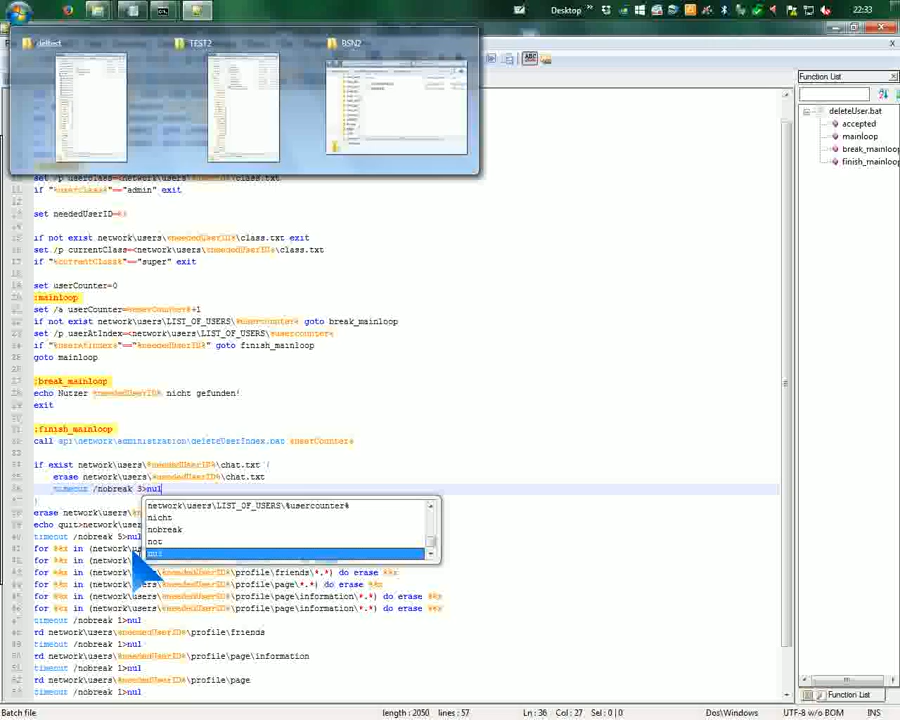 Desktop
»
22:33
deltect
TEST2
BSN2
Function List
deleteUser.bat
accepted
mainloop
break_mainloop
finish_mainloop
set /p userClass=<network\users\
class.txt
if "%userClass%"=="admin" exit
set neededUserID=%1
if not exist network\users\%neededUserID%\class.txt exit
set /p currentClass=<network\users\%neededUserID%\class.txt
if "%currentClass%"=="super" exit
set userCounter=0
:mainloop
set /a userCounter=%userCounter%+1
if not exist network\users\LIST_OF_USERS\%usercounter% goto break_mainloop
set /p userAtIndex=<network\users\LIST_OF_USERS\%usercounter%
if "%userAtIndex%"=="%neededUserID%" goto finish_mainloop
goto mainloop
:break_mainloop
echo Nutzer %neededUserID% nicht gefunden!
exit
:finish_mainloop
call api\network\administration\deleteUserIndex.bat %userCounter%
if exist network\users\%neededUserID%\chat.txt (
erase network\users\%neededUserID%\chat.txt
timeout /nobreak 3>nul
)
network\users\LIST_OF_USERS\%usercounter%
nicht
nobreak
not
nul
erase network\users\
echo quit>network\
timeout /nobreak 5>nul
for %%x in (network\
for %%x in (network\
for %%x in (network\users\%neededUserID%\profile\friends\*.*) do erase %%x
for %%x in (network\users\%neededUserID%\profile\page\*.*) do erase %%x
for %%x in (network\users\%neededUserID%\profile\page\information\*.*) do erase %%x
for %%x in (network\users\%neededUserID%\profile\page\information\*.*) do erase %%x
timeout /nobreak 1>nul
rd network\users\%neededUserID%\profile\friends
timeout /nobreak 1>nul
rd network\users\%neededUserID%\profile\page\information
timeout /nobreak 1>nul
rd network\users\%neededUserID%\profile\page
timeout /nobreak 1>nul
Function List
Batch file
length : 2050 lines : 57
Ln : 36 Col : 27 Sel : 0 | 0
Dos\Windows
UTF-8 w/o BOM
INS